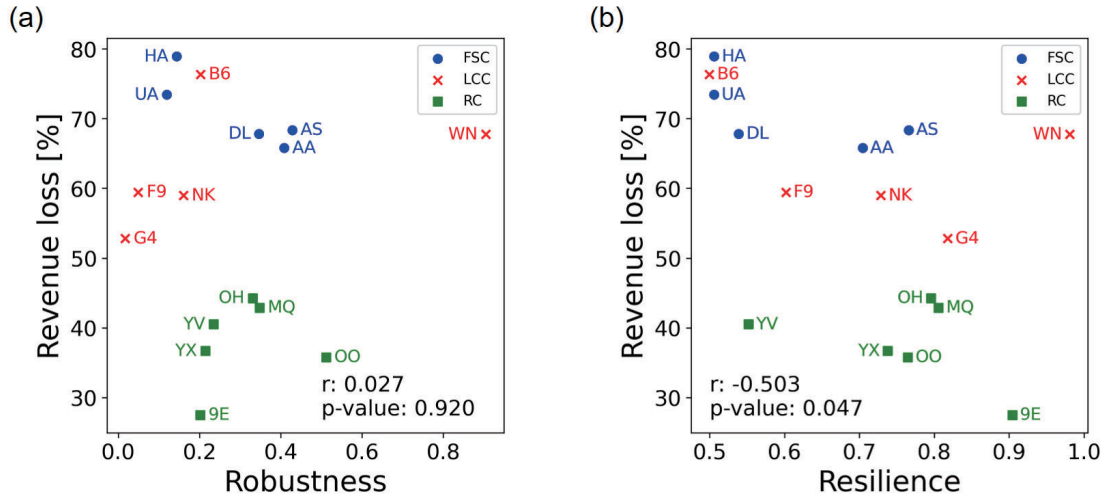 (a)
Revenue loss [%]
80
70
60
50
40
30
HA
B6
UA
DL
AS
AA
WN
F9
NK
G4
OH
MQ
YV
YX
OO
9E
FSC
LCC
RC
r: 0.027
p-value: 0.920
0.0 0.2 0.4 0.6 0.8
Robustness
(b)
Revenue loss [%]
80
70
60
50
40
30
HA
B6
UA
DL
AS
AA
WN
F9
NK
G4
OH
MQ
YV
YX
OO
9E
FSC
LCC
RC
r: -0.503
p-value: 0.047
0.5 0.6 0.7 0.8 0.9 1.0
Resilience